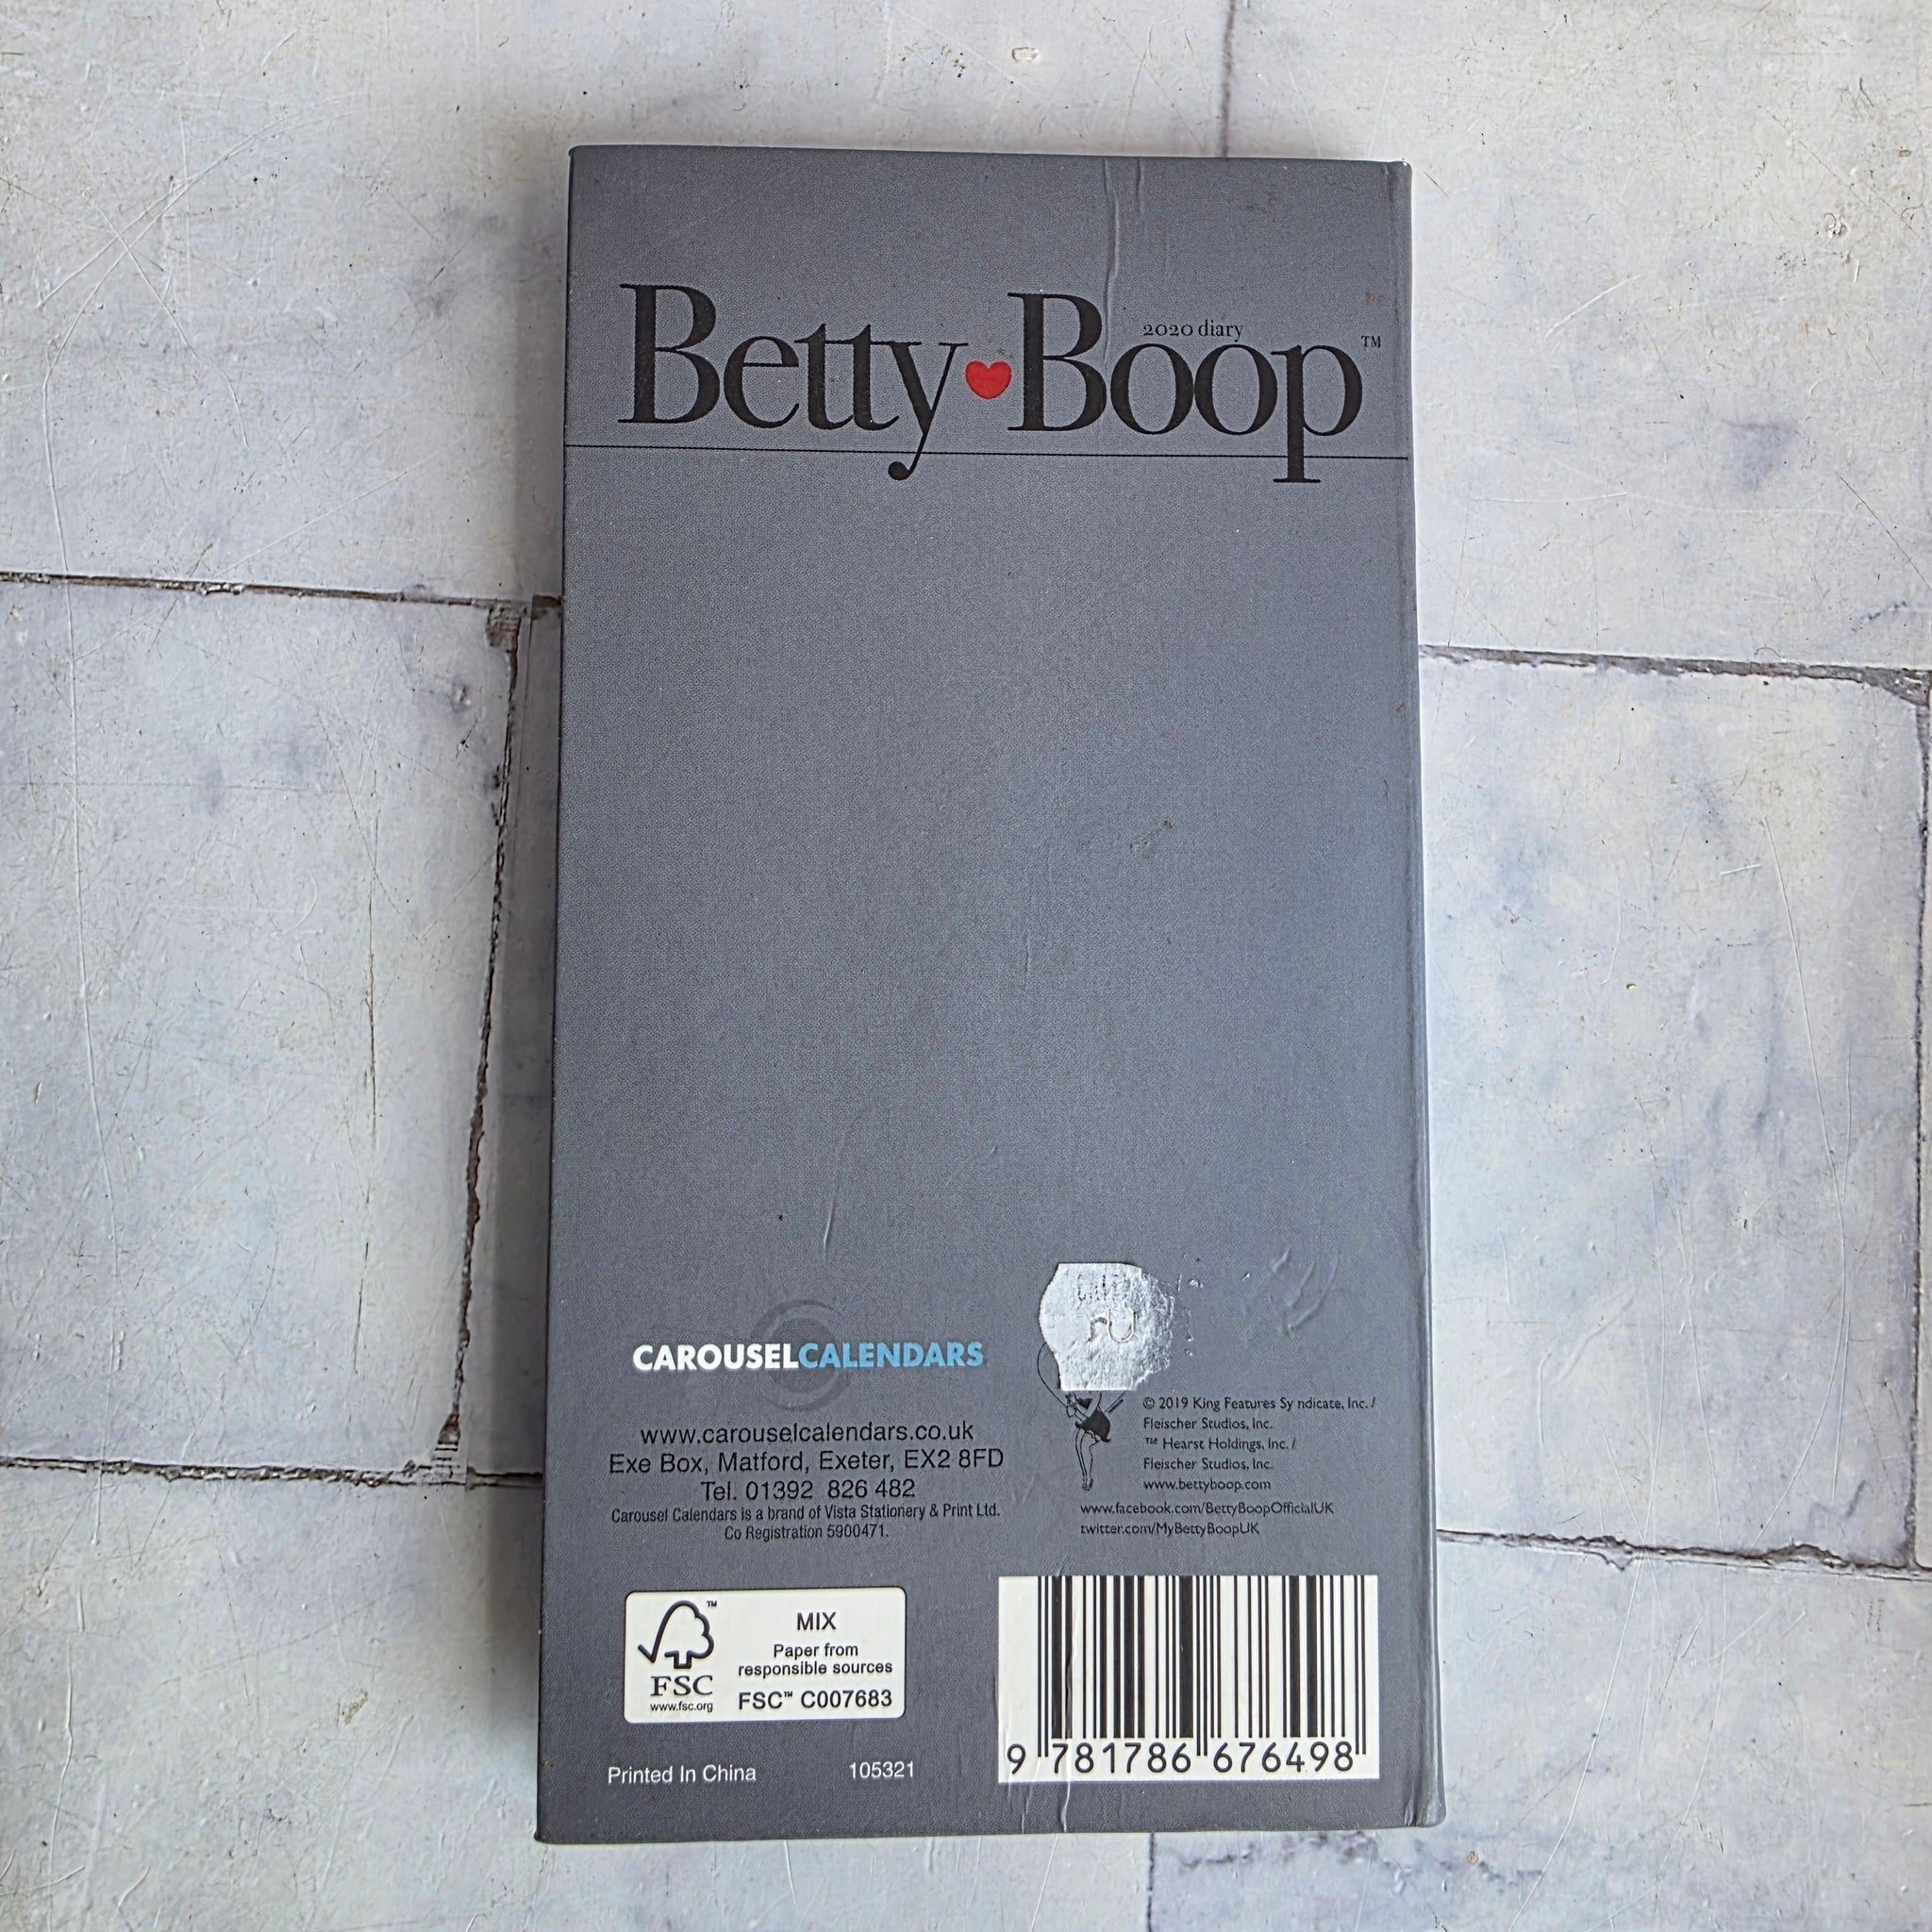 2020 diary
Betty Boop™
CAROUSELCALENDARS
www.carouselcalendars.co.uk
Exe Box, Matford, Exeter, EX2 8FD
Tel. 01392 826 482
Carousel Calendars is a brand of Vista Stationery & Print Ltd.
Co Registration 5900471.
© 2019 King Features Sy ndicate, Inc. /
Fleischer Studios, Inc.
™ Hearst Holdings, Inc. /
Fleischer Studios, Inc.
www.bettyboop.com
www.facebook.com/BettyBoopOfficialUK
twitter.com/MyBettyBoopUK
™
FSC
www.fsc.org
MIX
Paper from
responsible sources
FSC™ C007683
Printed In China 105321
9 781786 676498